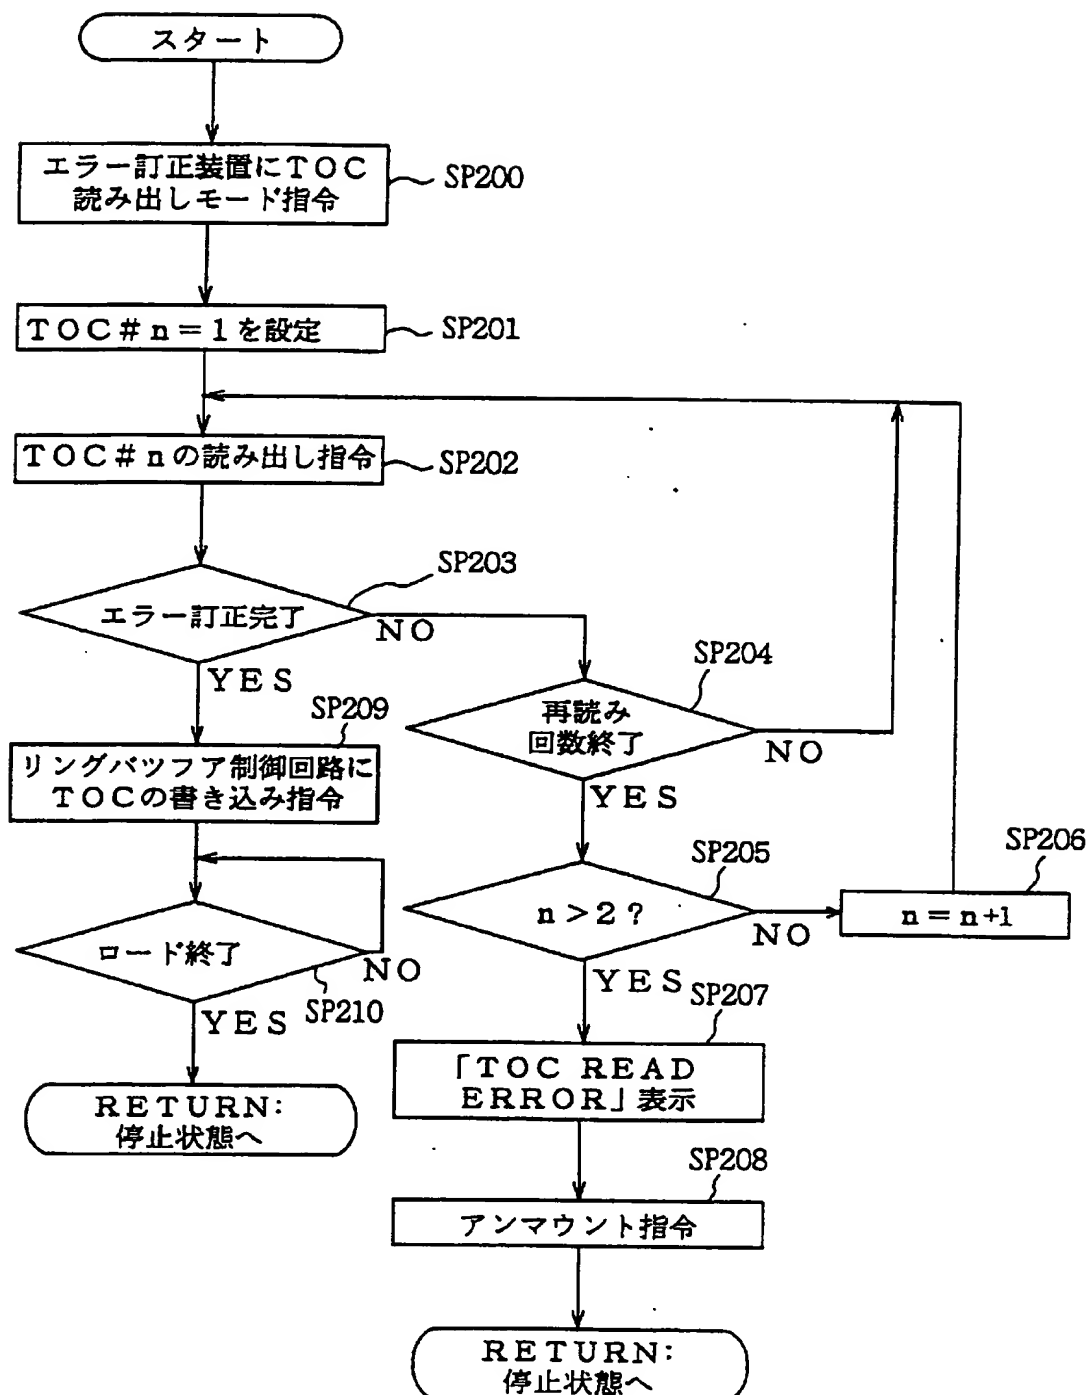 スタート
エラー訂正装置にTOC
読み出しモード指令
SP200
TOC#n=1を設定
SP201
TOC#nの読み出し指令
SP202
SP203
エラー訂正完了
NO
YES
SP204
再読み
回数終了
NO
YES
SP209
リングバツフア制御回路に
TOCの書き込み指令
SP205
n>2?
NO
YES
SP206
n=n+1
ロード終了
NO
YES
SP210
RETURN:
停止状態へ
SP207
「TOC READ
ERROR」表示
SP208
アンマウント指令
RETURN:
停止状態へ